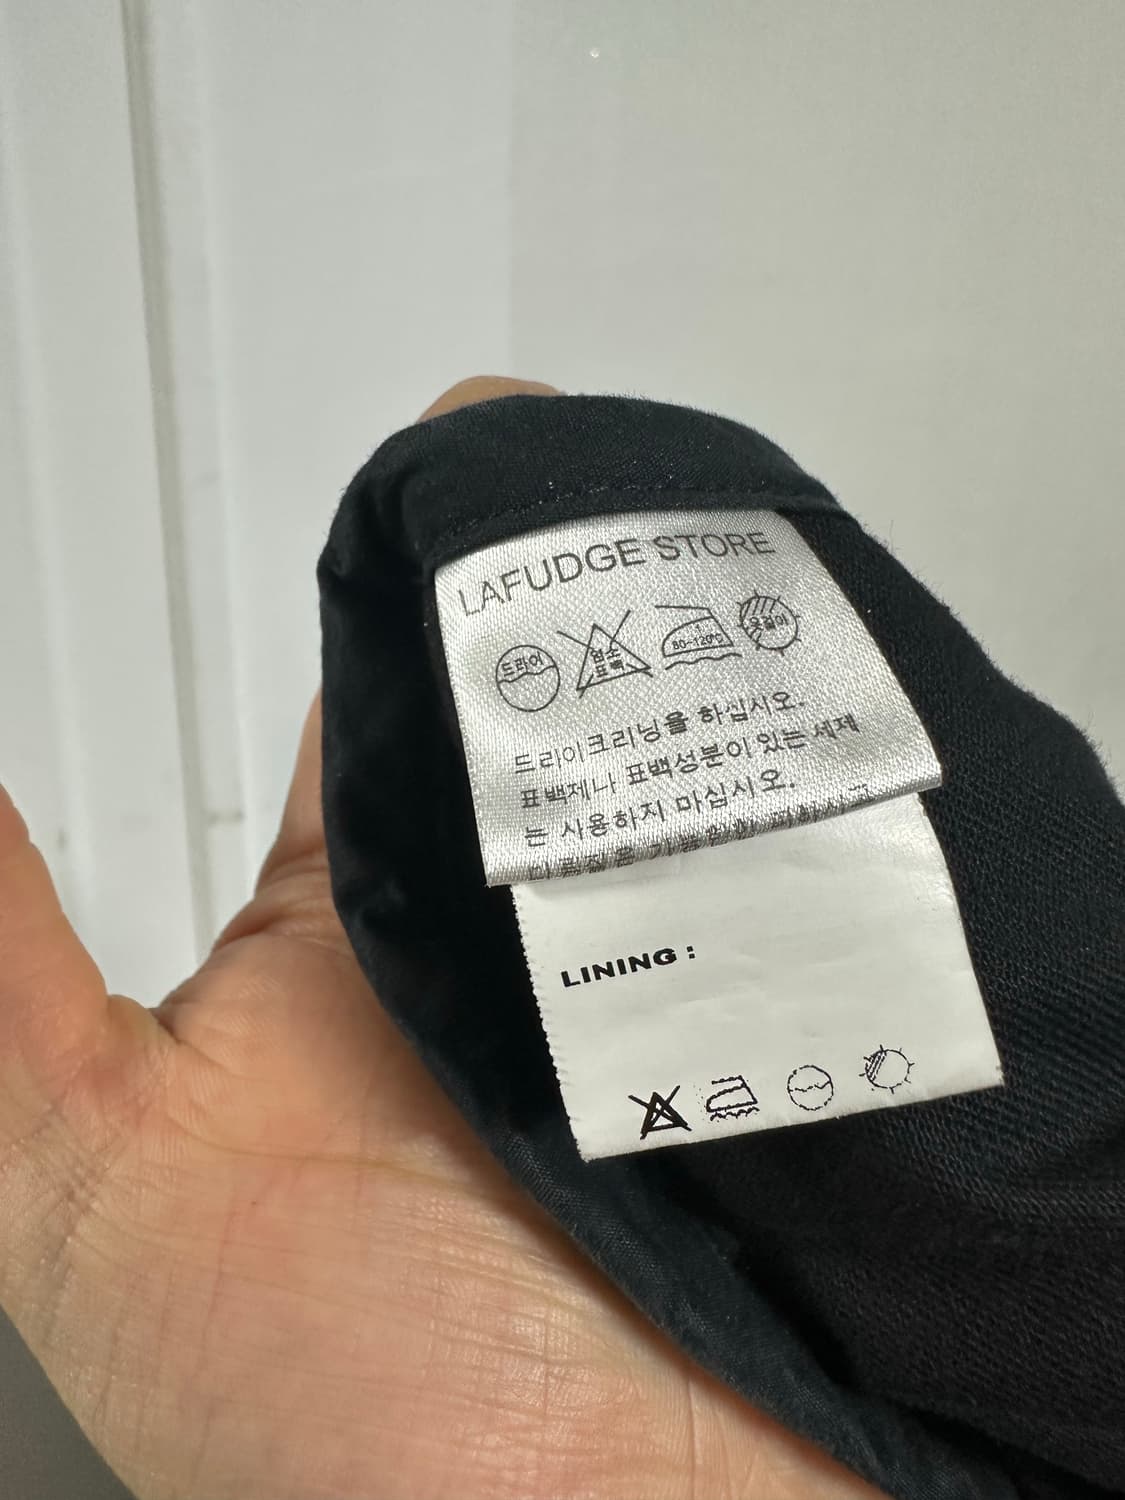 LAFUDGE STORE
드라이 염소 표백 80~120℃ 옷걸이
드라이크리닝을 하십시오.
표백제나 표백성분이 있는 세제
는 사용하지 마십시오.
LINING :